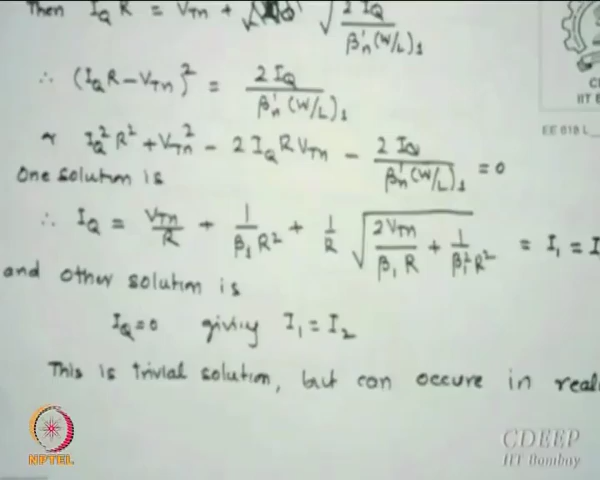 Then I_Q R = V_Tn + √ 2 I_Q / β'_n (W/L)_1
∴ (I_Q R - V_Tn)² = 2 I_Q / β'_n (W/L)_1
I_Q² R² + V_Tn² - 2 I_Q R V_Tn - 2 I_Q / β'_n (W/L)_1 = 0
One solution is
∴ I_Q = V_Tn / R + 1 / β_1 R² + 1/R √ 2 V_Tn / β_1 R + 1 / β_1² R² = I_1 = I
and other solution is
I_Q = 0 giving I_1 = I_2
This is trivial solution, but can occure in real
EE 618 L
IIT B
NPTEL
CDEEP
IIT Bombay